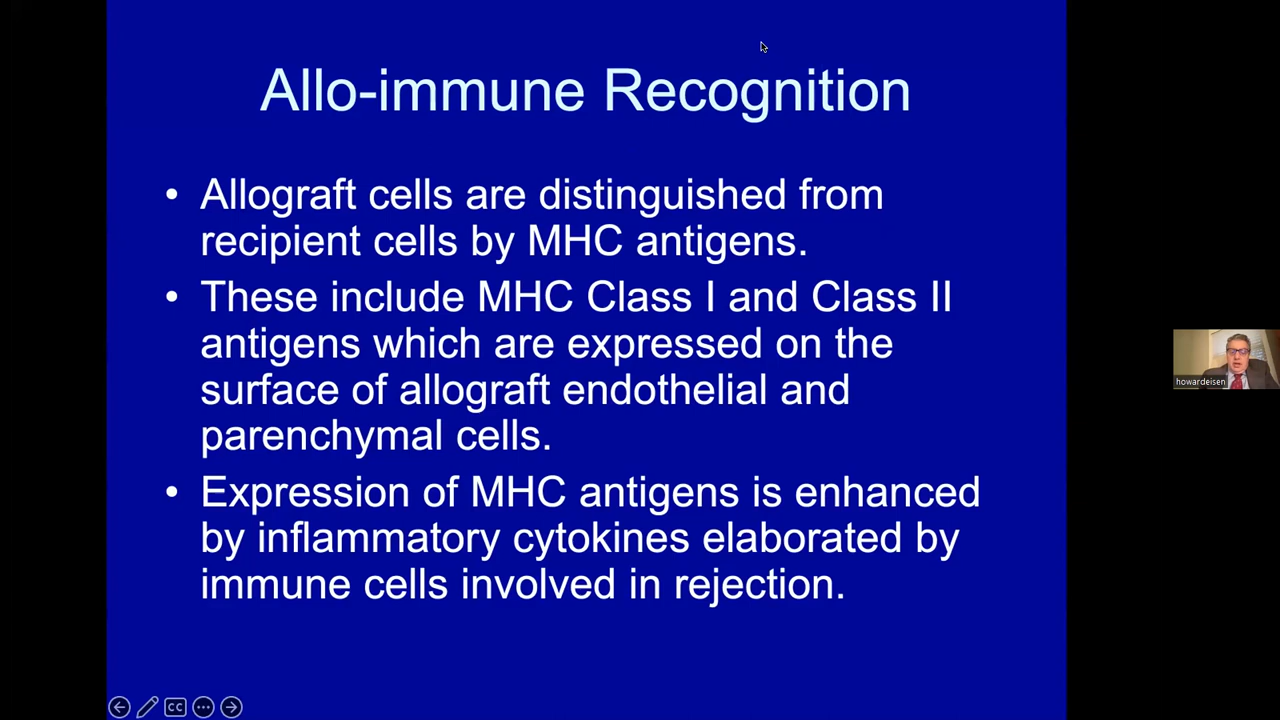 Allo-immune Recognition
• Allograft cells are distinguished from
recipient cells by MHC antigens.
• These include MHC Class I and Class II
antigens which are expressed on the
surface of allograft endothelial and
parenchymal cells.
• Expression of MHC antigens is enhanced
by inflammatory cytokines elaborated by
immune cells involved in rejection.
howardeisen
CC